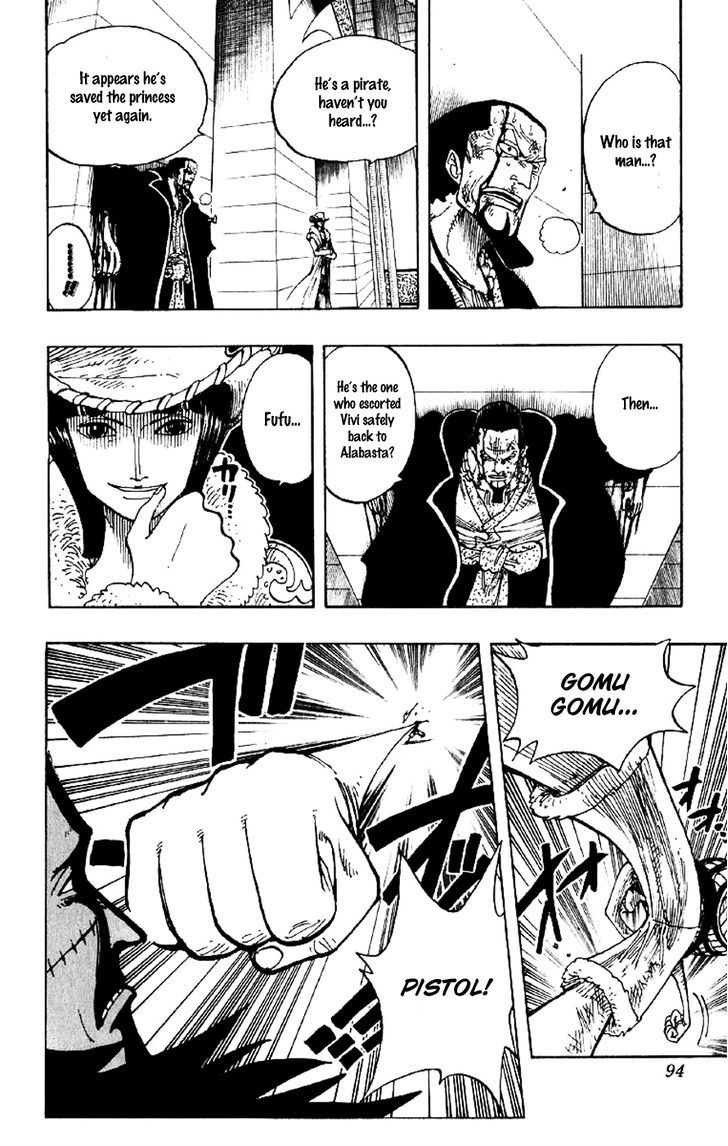 Who is that
man...?
He's a pirate,
haven't you
heard...?
It appears he's
saved the princess
yet again.
Then...
He's the one
who escorted
Vivi safely
back to
Alabasta?
Fufu...
GOMU
GOMU...
PISTOL!
94